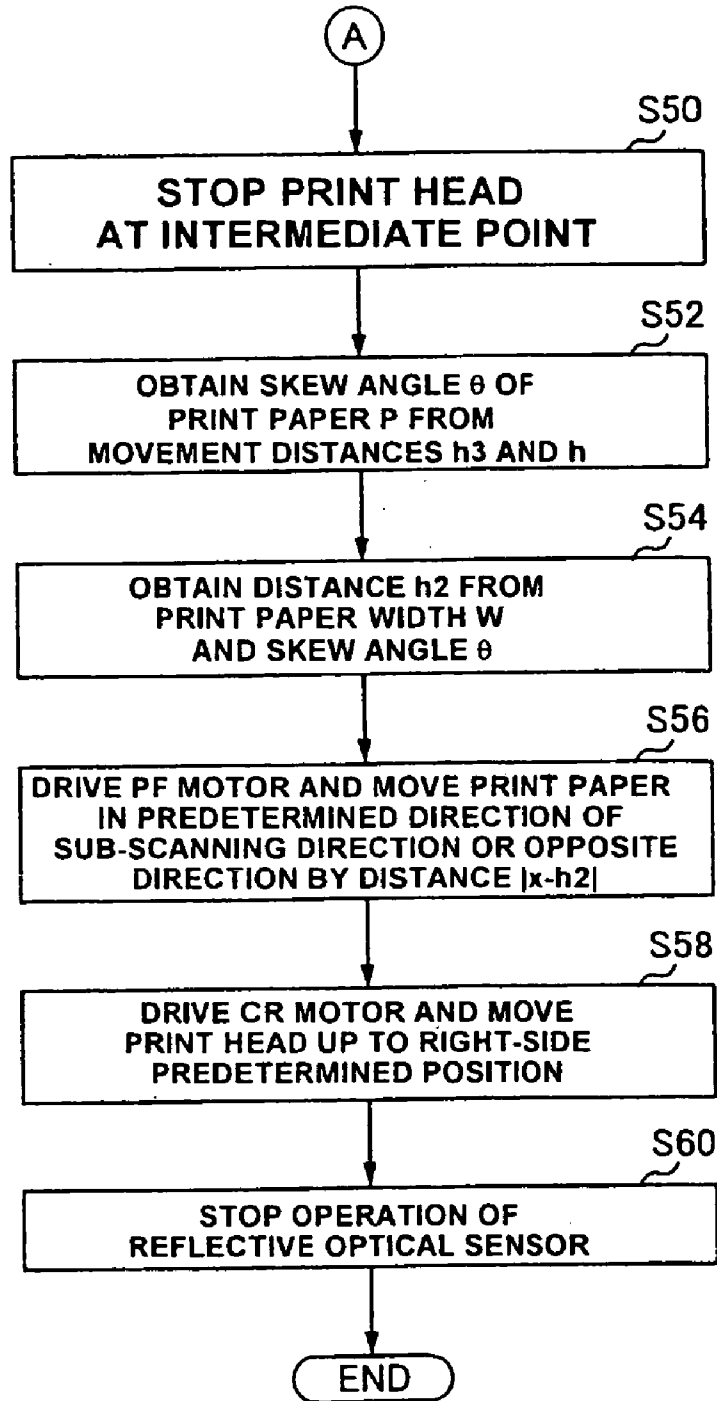 A
S50
STOP PRINT HEAD
AT INTERMEDIATE POINT
S52
OBTAIN SKEW ANGLE θ OF
PRINT PAPER P FROM
MOVEMENT DISTANCES h3 AND h
S54
OBTAIN DISTANCE h2 FROM
PRINT PAPER WIDTH W
AND SKEW ANGLE θ
S56
DRIVE PF MOTOR AND MOVE PRINT PAPER
IN PREDETERMINED DIRECTION OF
SUB-SCANNING DIRECTION OR OPPOSITE
DIRECTION BY DISTANCE |x-h2|
S58
DRIVE CR MOTOR AND MOVE
PRINT HEAD UP TO RIGHT-SIDE
PREDETERMINED POSITION
S60
STOP OPERATION OF
REFLECTIVE OPTICAL SENSOR
END